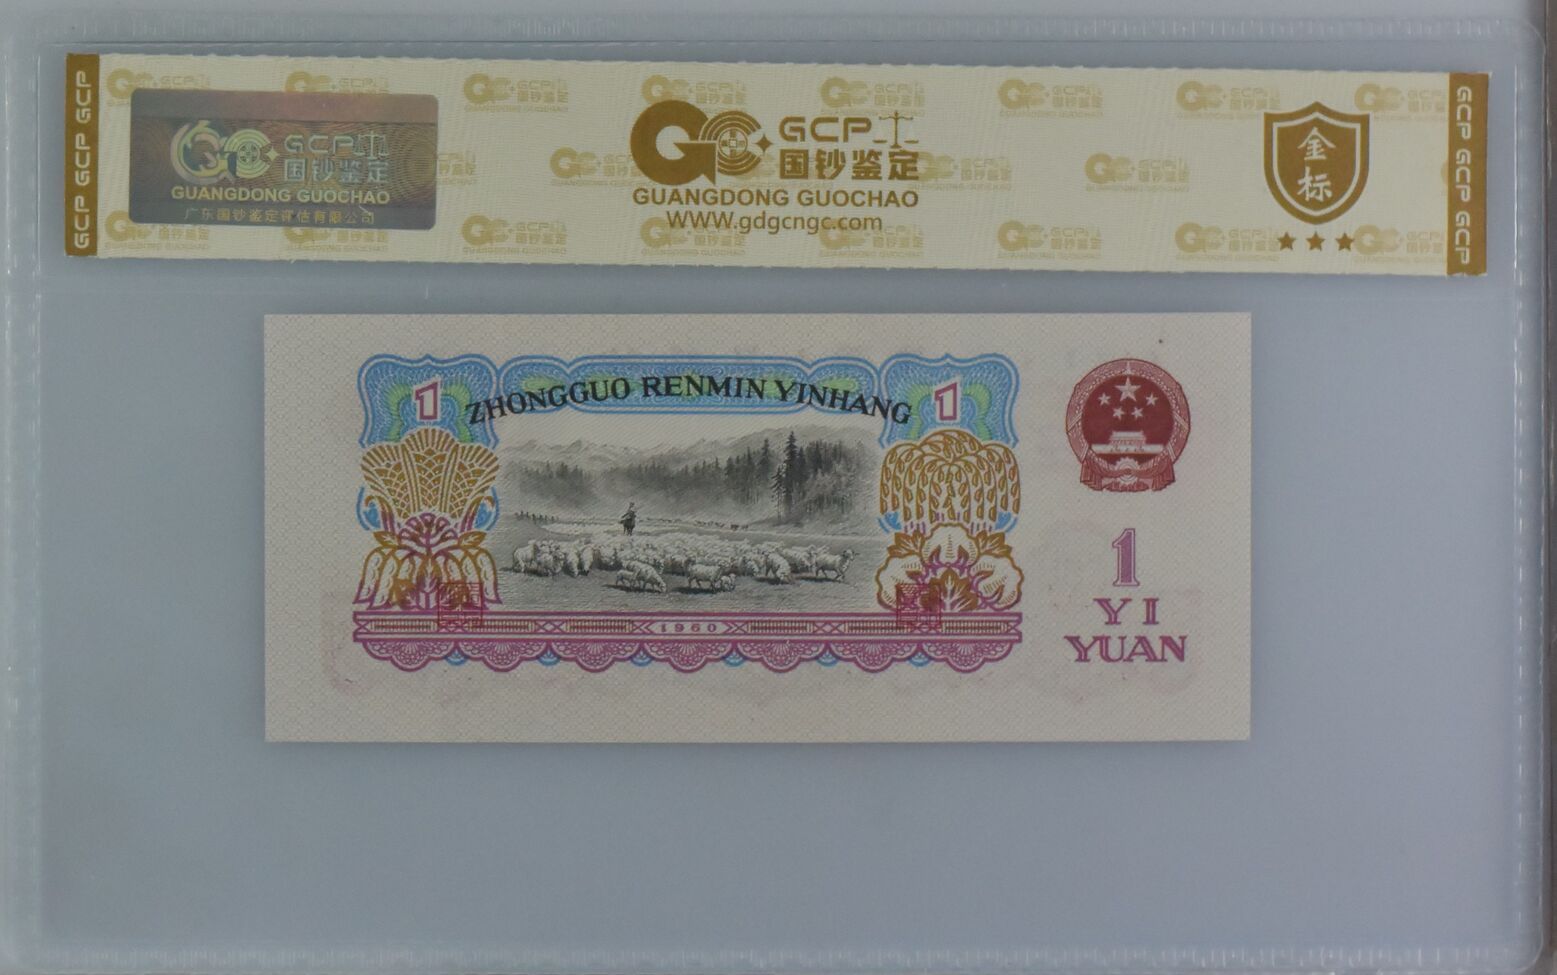 GCP GCP GCP
GCP
国钞鉴定
GUANGDONG GUOCHAO
广东国钞鉴定评估有限公司
GCP
国钞鉴定
GUANGDONG GUOCHAO
WWW.gdgcngc.com
金
标
GCP GCP GCP
1
ZHONGGUO RENMIN YINHANG
1
1960
1
YI
YUAN